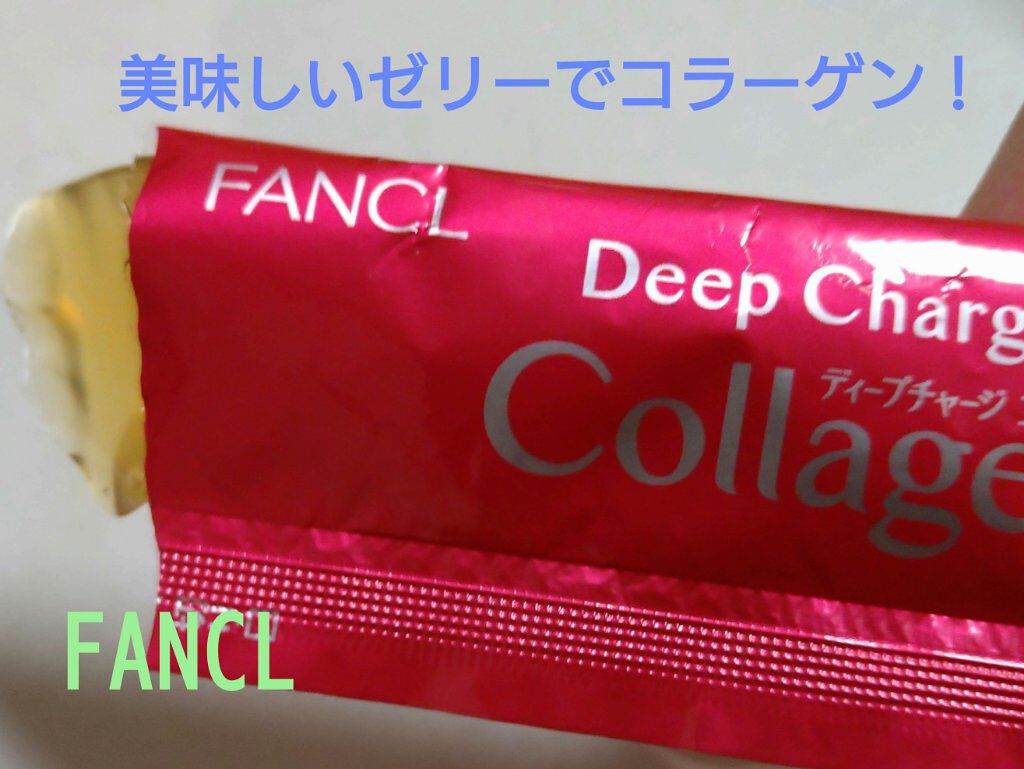 美味しいゼリーでコラーゲン！
FANCL
Deep Charg
ディープチャージ
Collage
FANCL